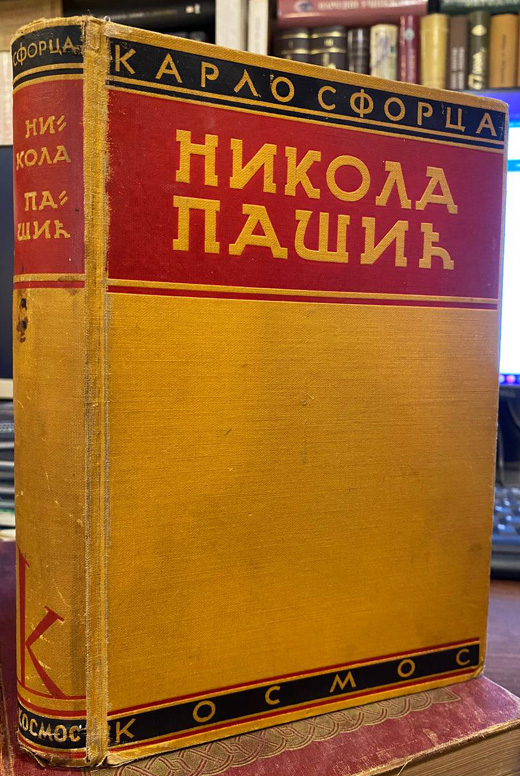 СФОРЦА
НИ-
КОЛА
ПА-
ШИЋ
К
КОСМОС
КАРЛО СФОРЦА
НИКОЛА
ПАШИЋ
КОСМОС